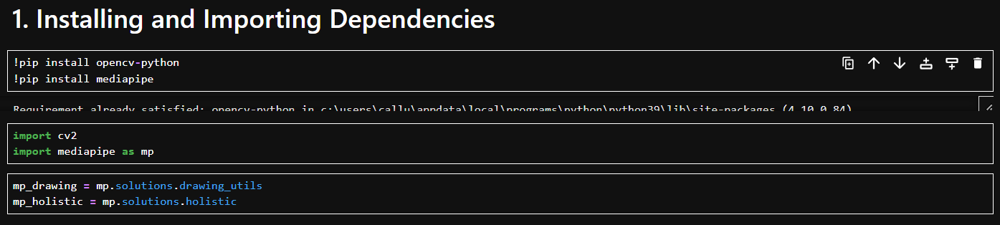 1. Installing and Importing Dependencies
!pip install opencv-python
!pip install mediapipe
Requirement already satisfied: opencv-python in c:\users\callu\appdata\local\programs\python\python39\lib\site-packages (4.10.0.84)
import cv2
import mediapipe as mp
mp_drawing = mp.solutions.drawing_utils
mp_holistic = mp.solutions.holistic